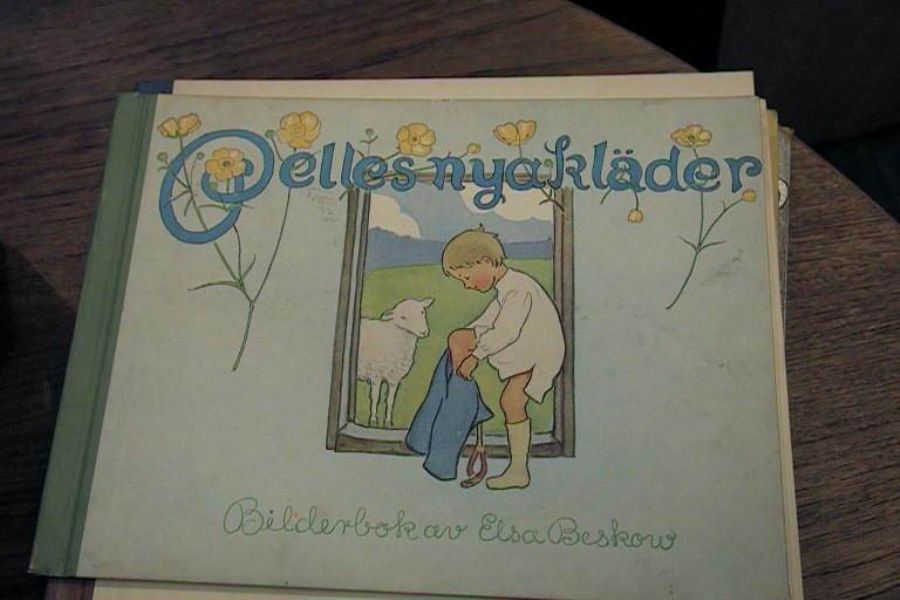 Pelles nya kläder
Bilderbok av Elsa Beskow